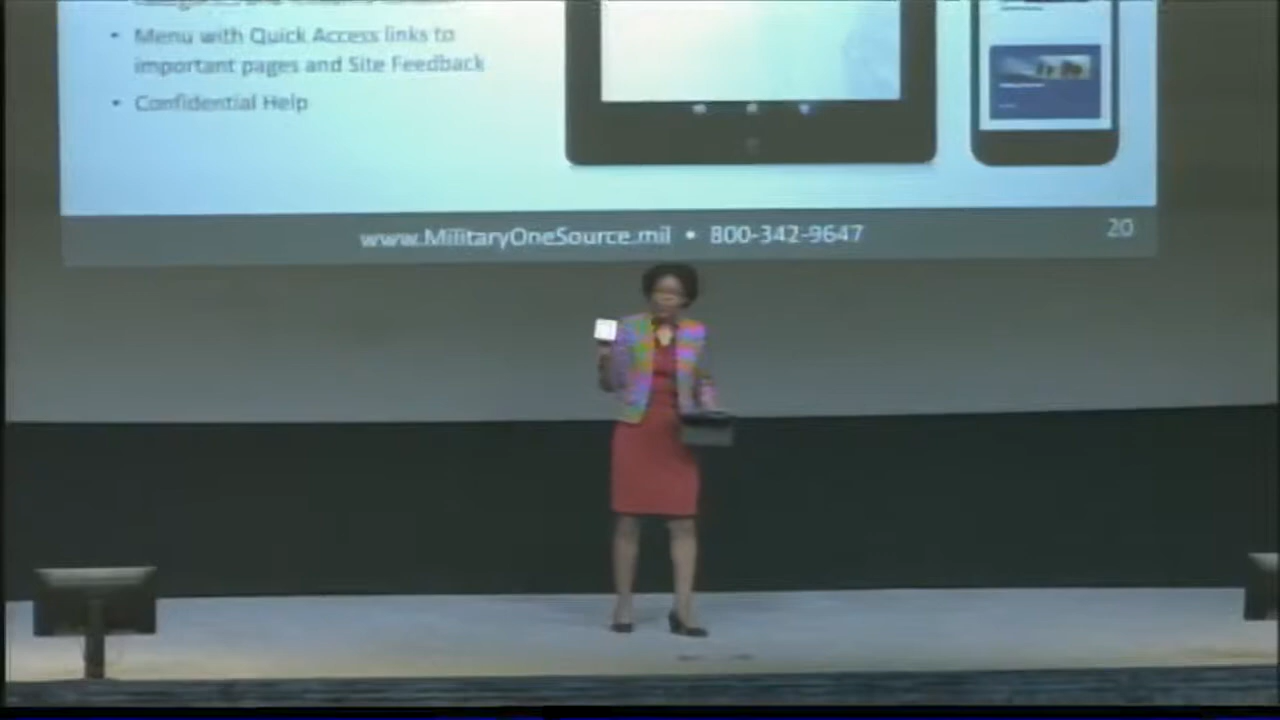 • Menu with Quick Access links to
important pages and Site Feedback
• Confidential Help
www.MilitaryOneSource.mil • 800-342-9647
20